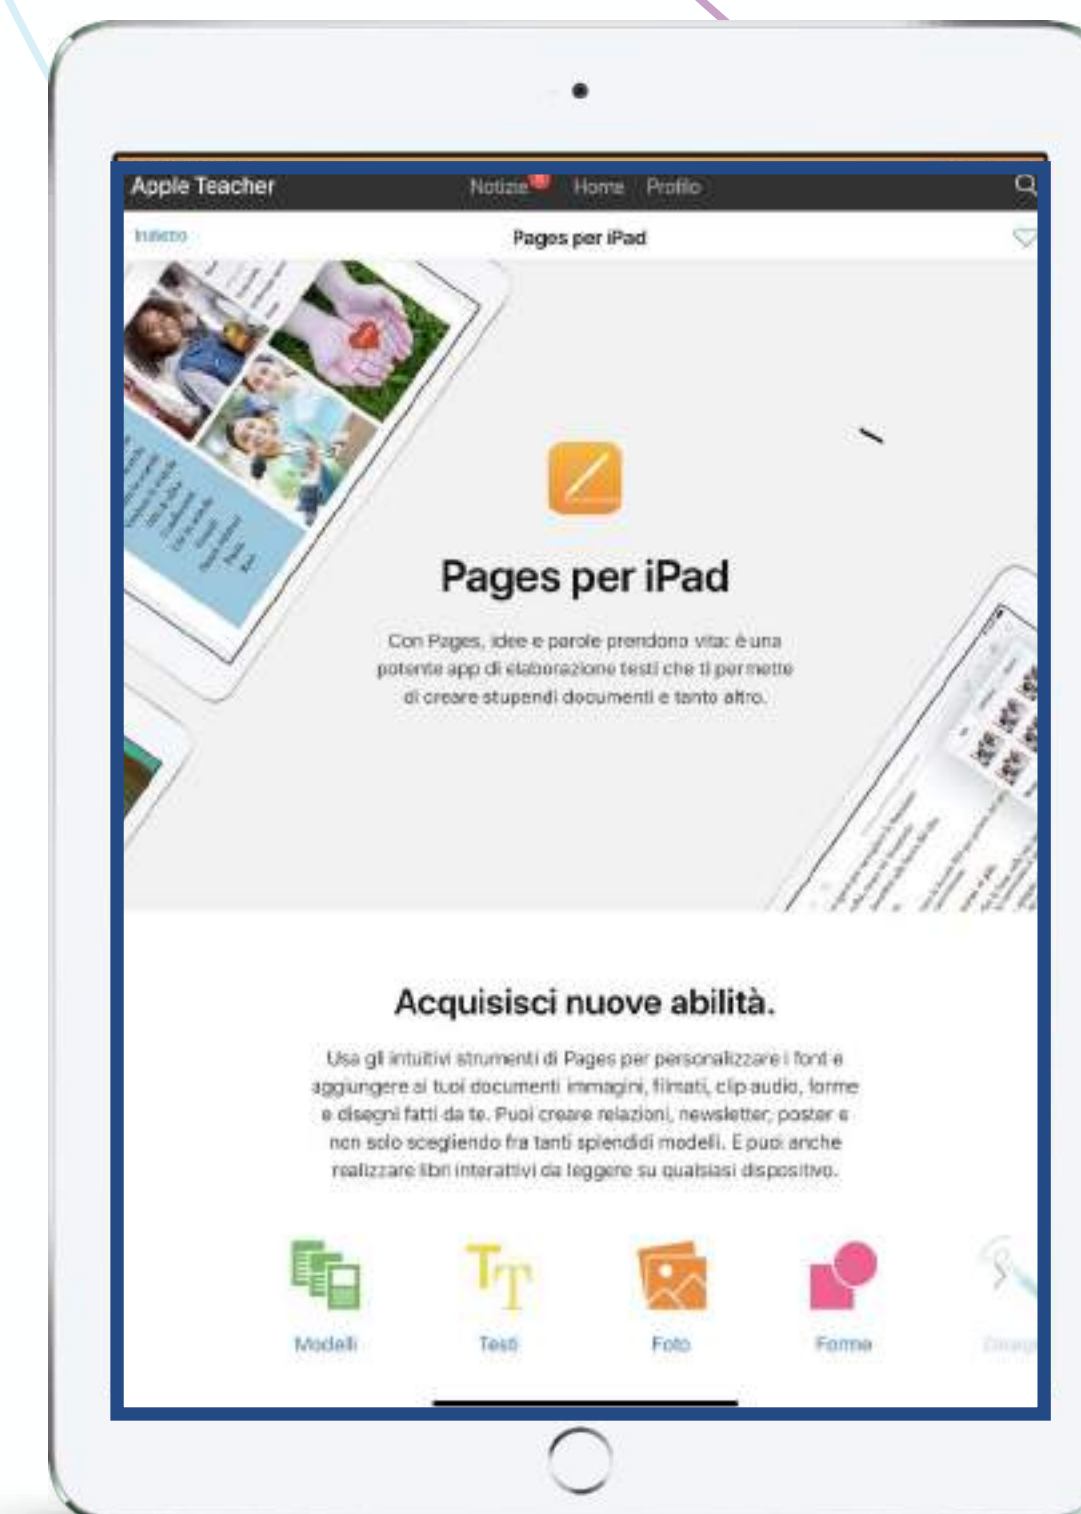 Apple Teacher
Notizie Home Profilo
Indietro
Pages per iPad
Pages per iPad
Con Pages, idee e parole prendono vita: è una
potente app di elaborazione testi che ti permette
di creare stupendi documenti e tanto altro.
Acquisisci nuove abilità.
Usa gli intuitivi strumenti di Pages per personalizzare i font e
aggiungere ai tuoi documenti immagini, filmati, clip audio, forme
e disegni fatti da te. Puoi creare relazioni, newsletter, poster e
non solo scegliendo fra tanti splendidi modelli. E puoi anche
realizzare libri interattivi da leggere su qualsiasi dispositivo.
Modelli Testi Foto Forme